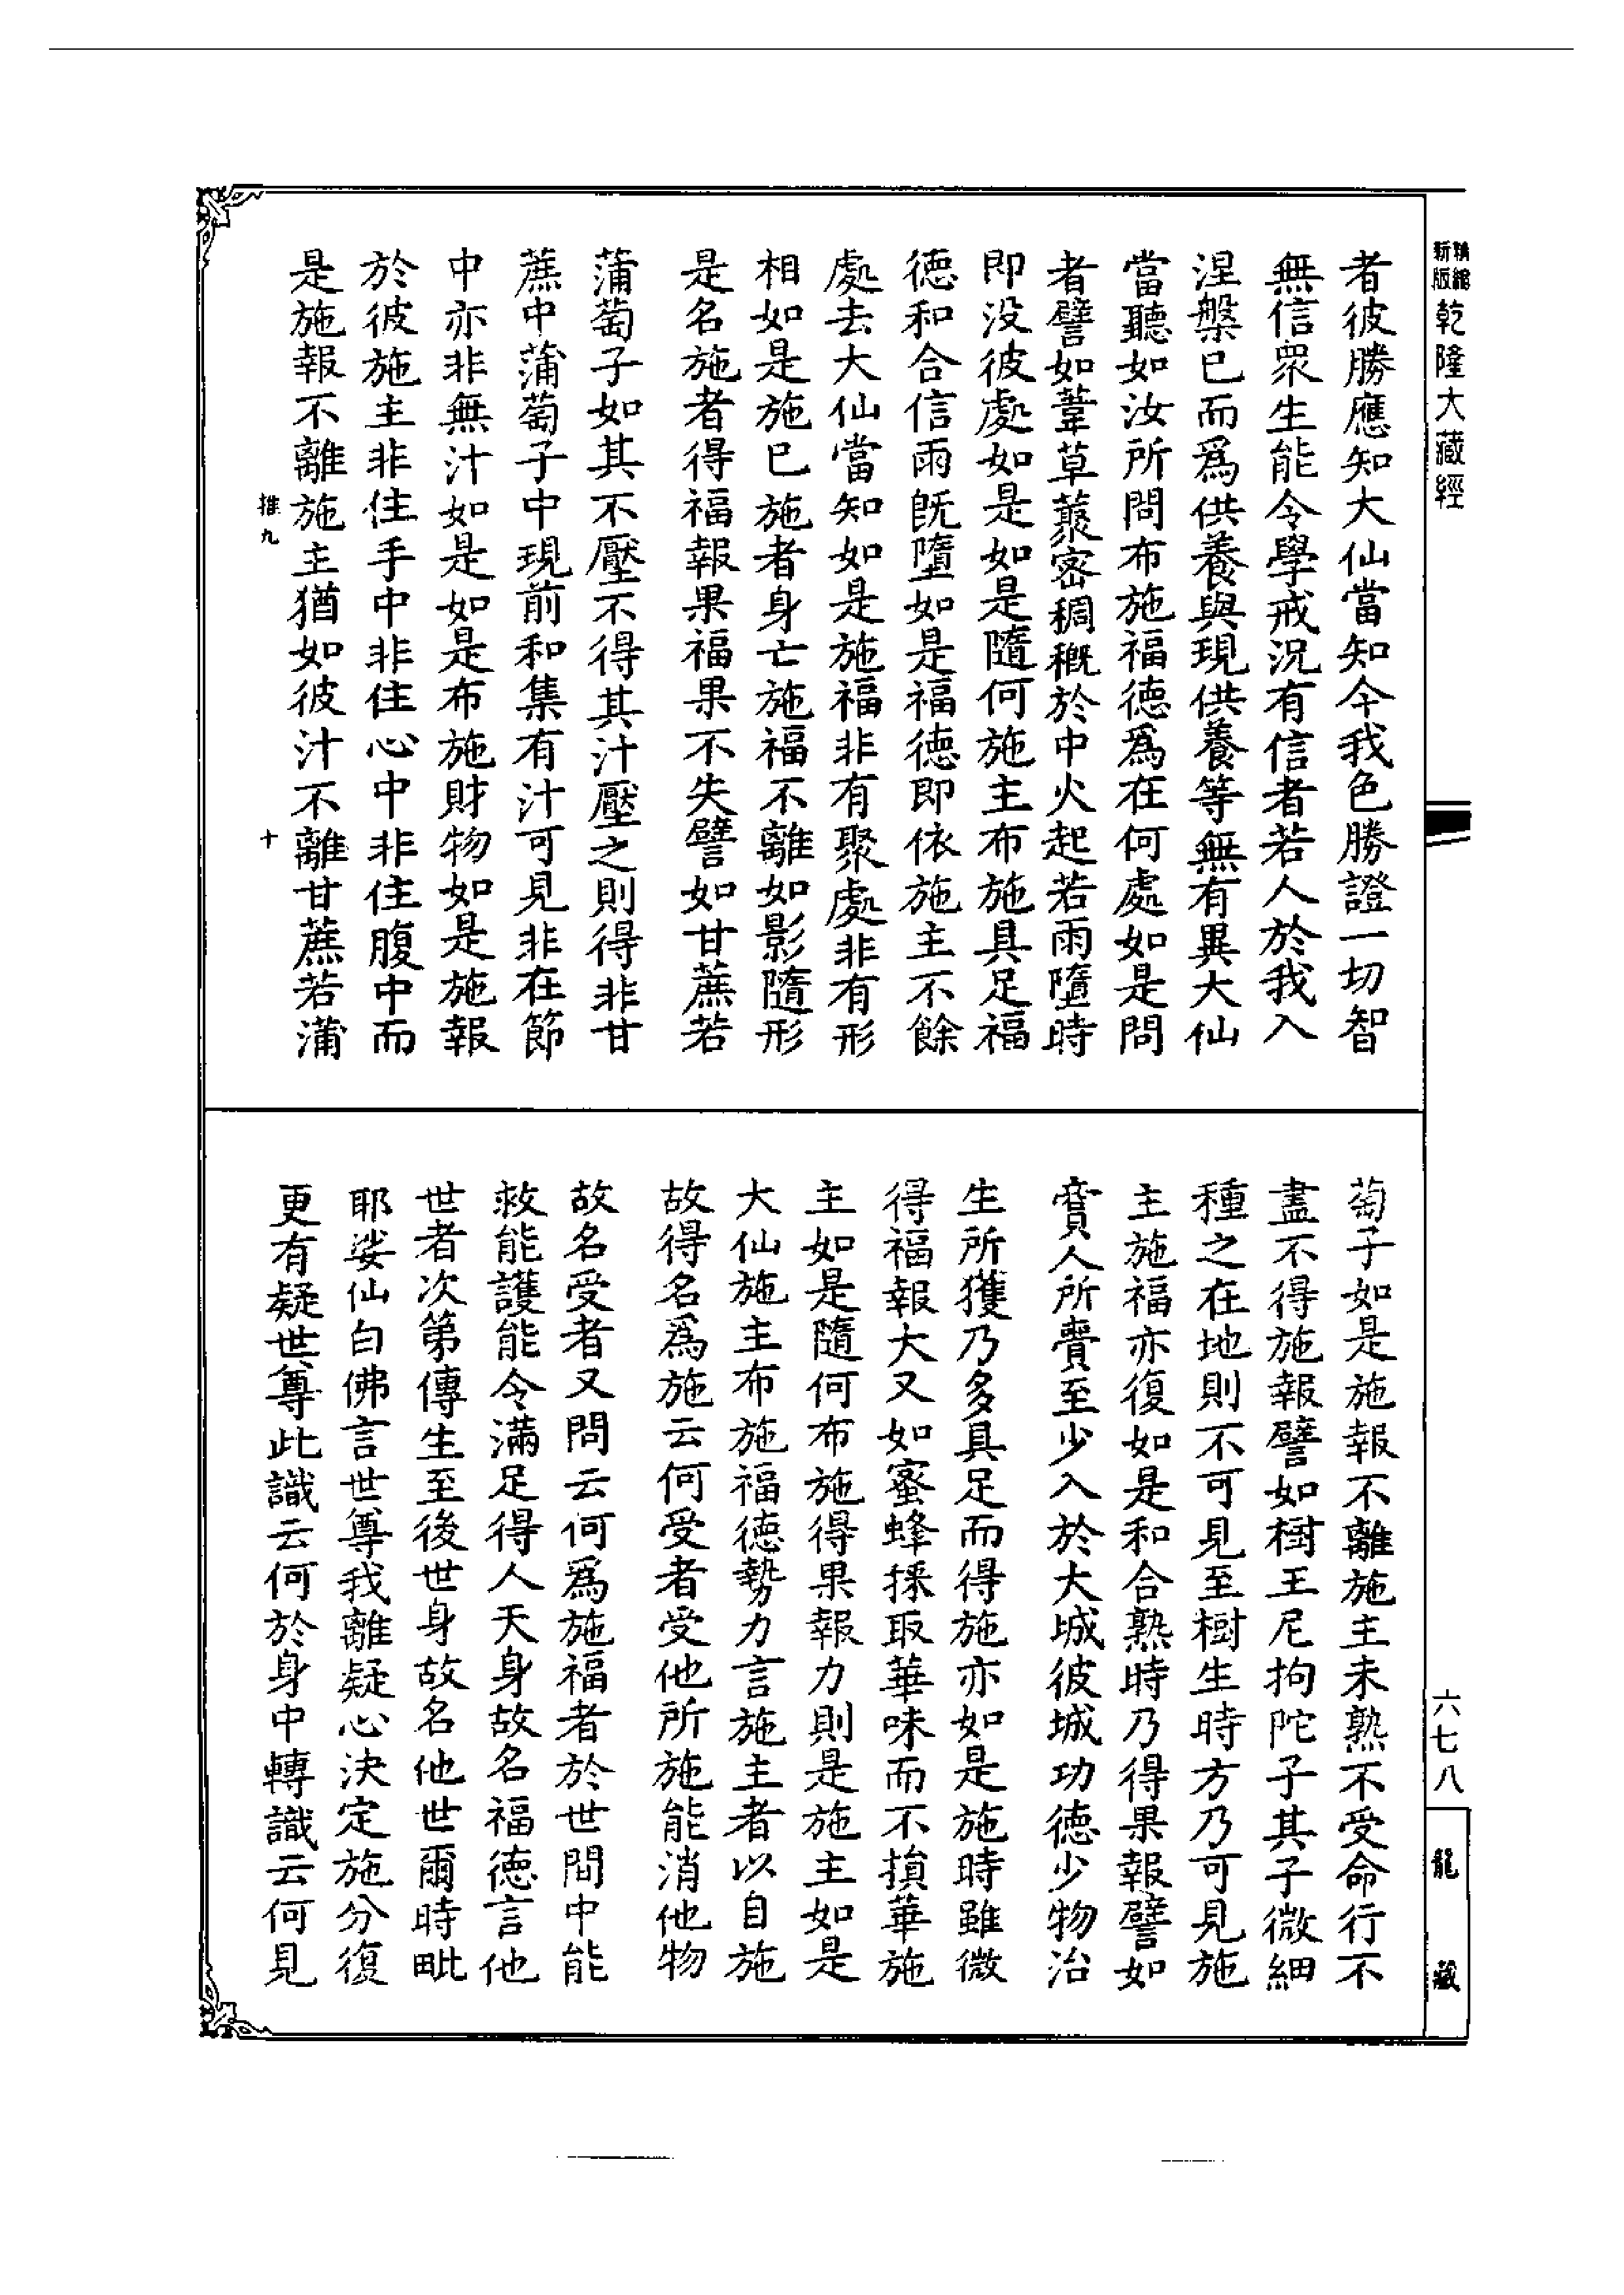 精縮新版乾隆大藏經
者彼勝應知大仙當知今我色勝證一切智
無信眾生能令學戒況有信者若人於我入
涅槃已而爲供養與現供養等無有異大仙
當聽如汝所問布施福德爲在何處如是問
者譬如葦草藂密稠穊於中火起若雨墮時
即没彼處如是如是隨何施主布施具足福
德和合信雨既墮如是福德即依施主不餘
處去大仙當知如是施福非有聚處非有形
相如是施已施者身亡施福不離如影隨形
是名施者得福報果福果不失譬如甘蔗若
蒲萄子如其不壓不得其汁壓之則得非甘
蔗中蒲萄子中現前和集有汁可見非在節
中亦非無汁如是如是布施財物如是施報
於彼施主非住手中非住心中非住腹中而
是施報不離施主猶如彼汁不離甘蔗若蒲
推九 十
萄子如是施報不離施主未熟不受命行不
盡不得施報譬如樹王尼拘陀子其子微細
種之在地則不可見至樹生時方乃可見施
主施福亦復如是和合熟時乃得果報譬如
賣人所賣至少入於大城彼城功德少物治
生所獲乃多具足而得施亦如是施時雖微
得福報大又如蜜蜂採取華味而不損華施
主如是隨何布施得果報力則是施主如是
大仙施主布施福德勢力言施主者以自施
故得名爲施云何受者受他所施能消他物
故名受者又問云何爲施福者於世間中能
救能護能令滿足得人天身故名福德言他
世者次第傳生至後世身故名他世爾時毗
耶娑仙白佛言世尊我離疑心決定施分復
更有疑世尊此識云何於身中轉識云何見
六七八
龍藏